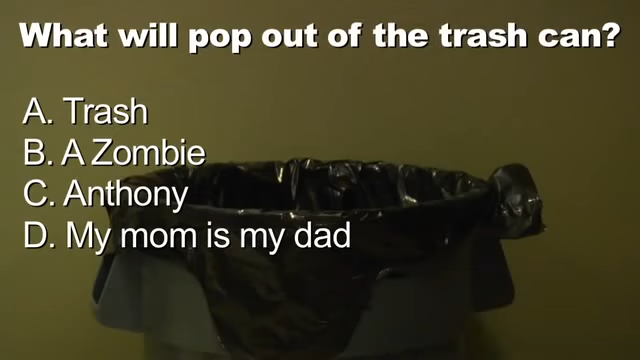 What will pop out of the trash can?
A. Trash
B. A Zombie
C. Anthony
D. My mom is my dad